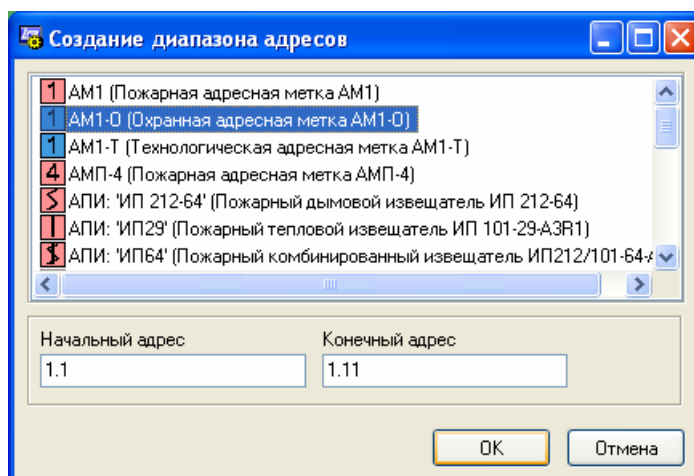 Создание диапазона адресов
1 АМ1 (Пожарная адресная метка АМ1)
1 АМ1-О (Охранная адресная метка АМ1-О)
1 АМ1-Т (Технологическая адресная метка АМ1-Т)
4 АМП-4 (Пожарная адресная метка АМП-4)
АПИ: 'ИП 212-64' (Пожарный дымовой извещатель ИП 212-64)
АПИ: 'ИП29' (Пожарный тепловой извещатель ИП 101-29-A3R1)
АПИ: 'ИП64' (Пожарный комбинированный извещатель ИП212/101-64-
Начальный адрес Конечный адрес
1.1 1.11
OK Отмена